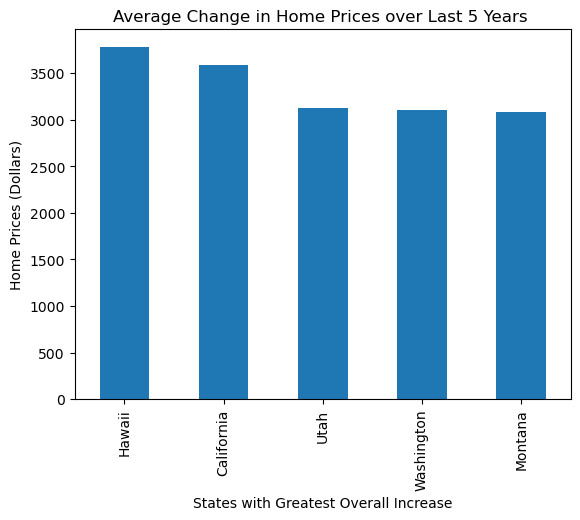 Average Change in Home Prices over Last 5 Years
Home Prices (Dollars)
3500
3000
2500
2000
1500
1000
500
0
Hawaii
California
Utah
Washington
Montana
States with Greatest Overall Increase